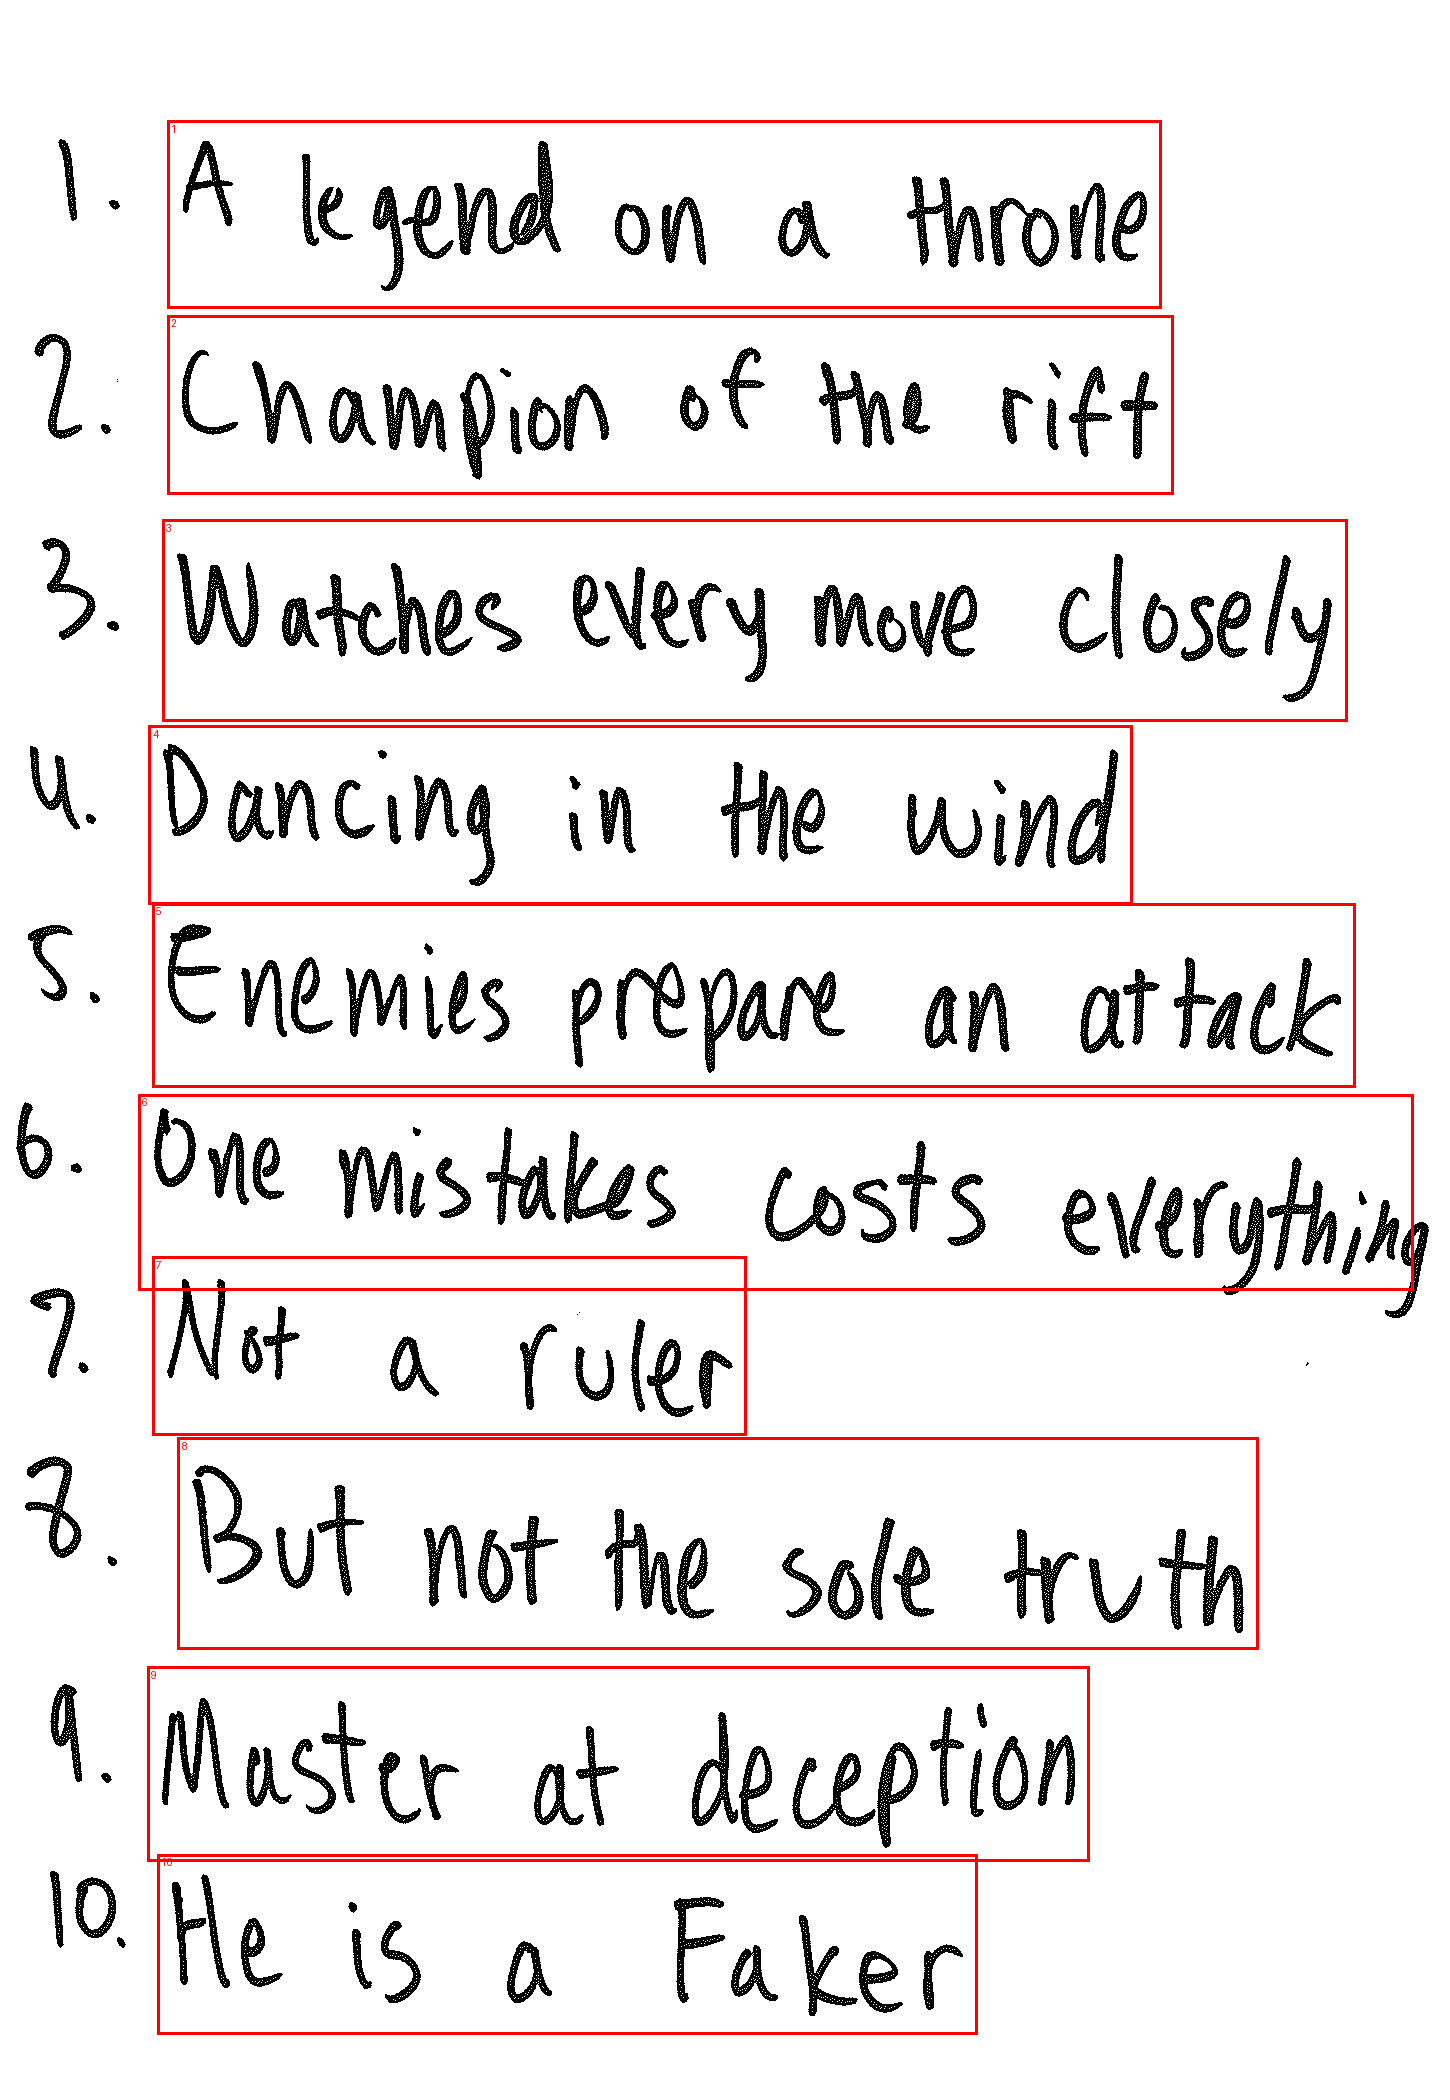 1. A legend on a throne
2. Champion of the rift
3. Watches every move closely
4. Dancing in the wind
5. Enemies prepare an attack
6. One mistakes costs everything
7. Not a ruler
8. But not the sole truth
9. Master at deception
10. He is a Faker